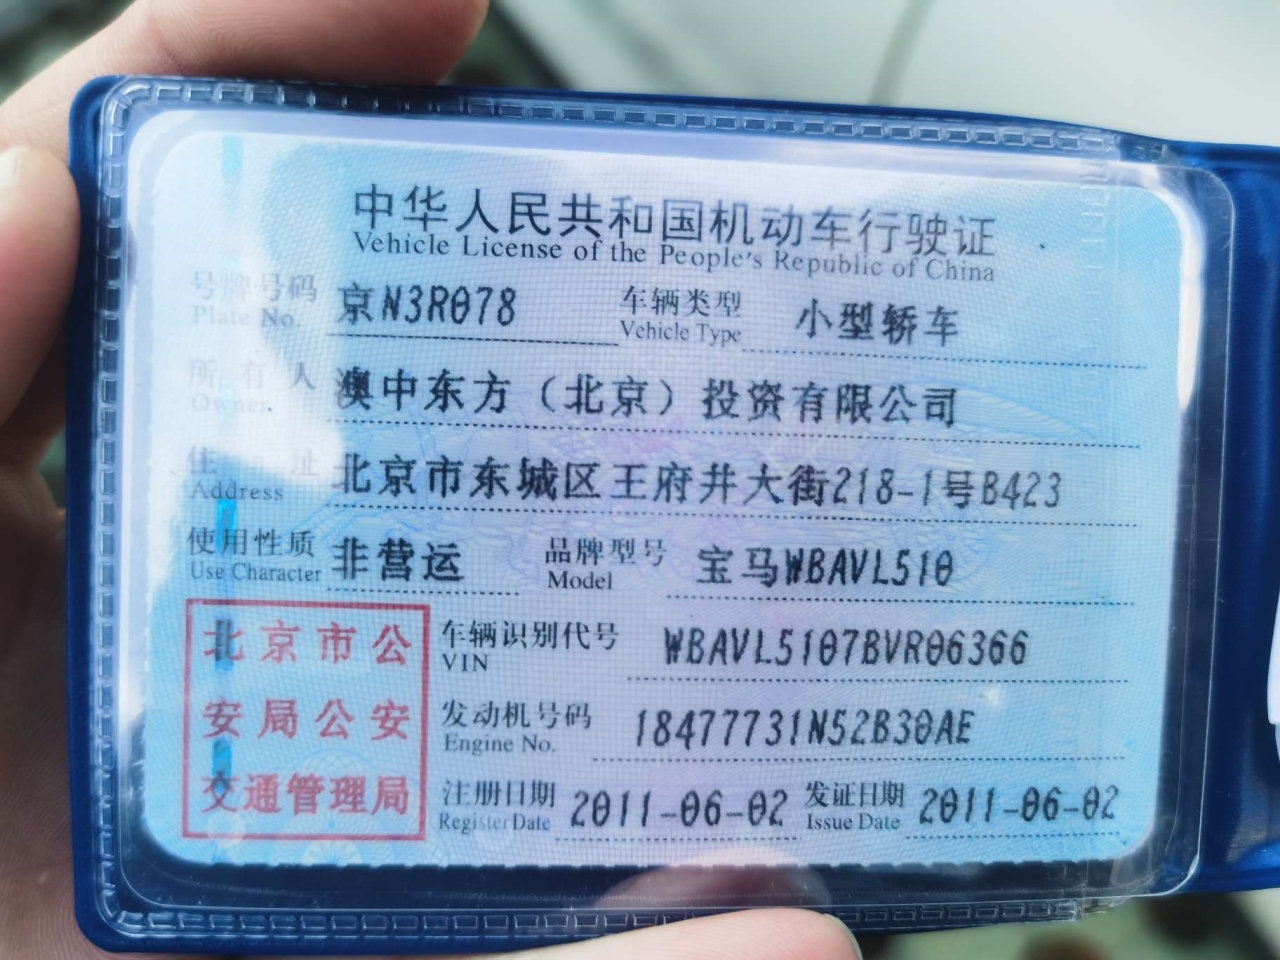 中华人民共和国机动车行驶证
Vehicle License of the People's Republic of China
号牌号码 京N3R078 车辆类型 小型轿车
Plate No. Vehicle Type
所有人 澳中东方（北京）投资有限公司
Owner
住址 北京市东城区王府井大街218-1号B423
Address
使用性质 非营运 品牌型号 宝马WBAVL510
Use Character Model
北京市公
安局公安
交通管理局
车辆识别代号 WBAVL5107BVR06366
VIN
发动机号码 18477731N52B30AE
Engine No.
注册日期 2011-06-02 发证日期 2011-06-02
Register Date Issue Date